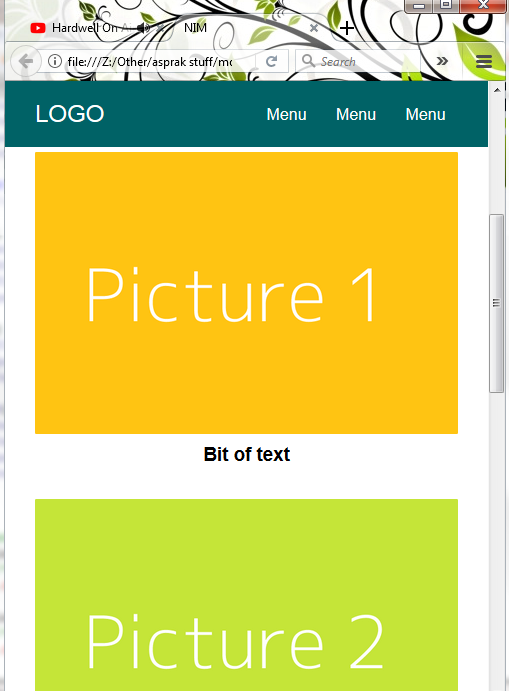 Hardwell On Ai
NIM
file:///Z:/Other/asprak stuff/mo
Search
LOGO
Menu Menu Menu
Picture 1
Bit of text
Picture 2